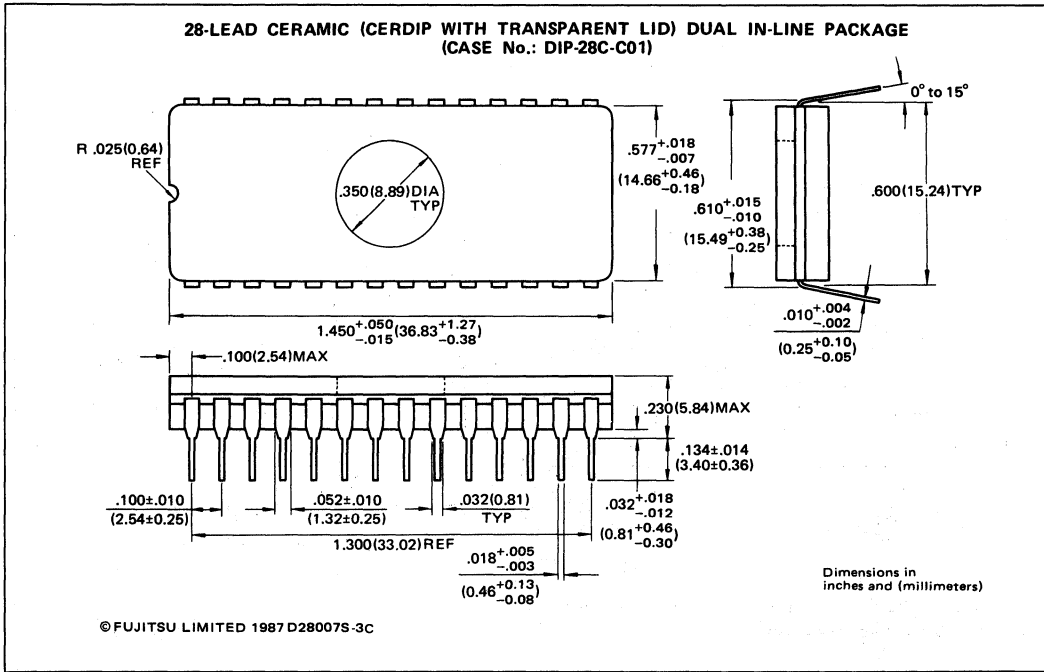 28-LEAD CERAMIC (CERDIP WITH TRANSPARENT LID) DUAL IN-LINE PACKAGE
(CASE No.: DIP-28C-C01)
0° to 15°
R .025(0.64)
REF
.350(8.89)DIA
TYP
.577+.018
-.007
(14.66+0.46
-0.18)
.610+.015
-.010
(15.49+0.38
-0.25)
.600(15.24)TYP
1.450+.050
-.015(36.83+1.27
-0.38)
.010+.004
-.002
(0.25+0.10
-0.05)
.100(2.54)MAX
.230(5.84)MAX
.134±.014
(3.40±0.36)
.100±.010
(2.54±0.25)
.052±.010
(1.32±0.25)
.032(0.81)
TYP
.032+.018
-.012
(0.81+0.46
-0.30)
1.300(33.02)REF
.018+.005
-.003
(0.46+0.13
-0.08)
Dimensions in
inches and (millimeters)
©FUJITSU LIMITED 1987 D28007S-3C